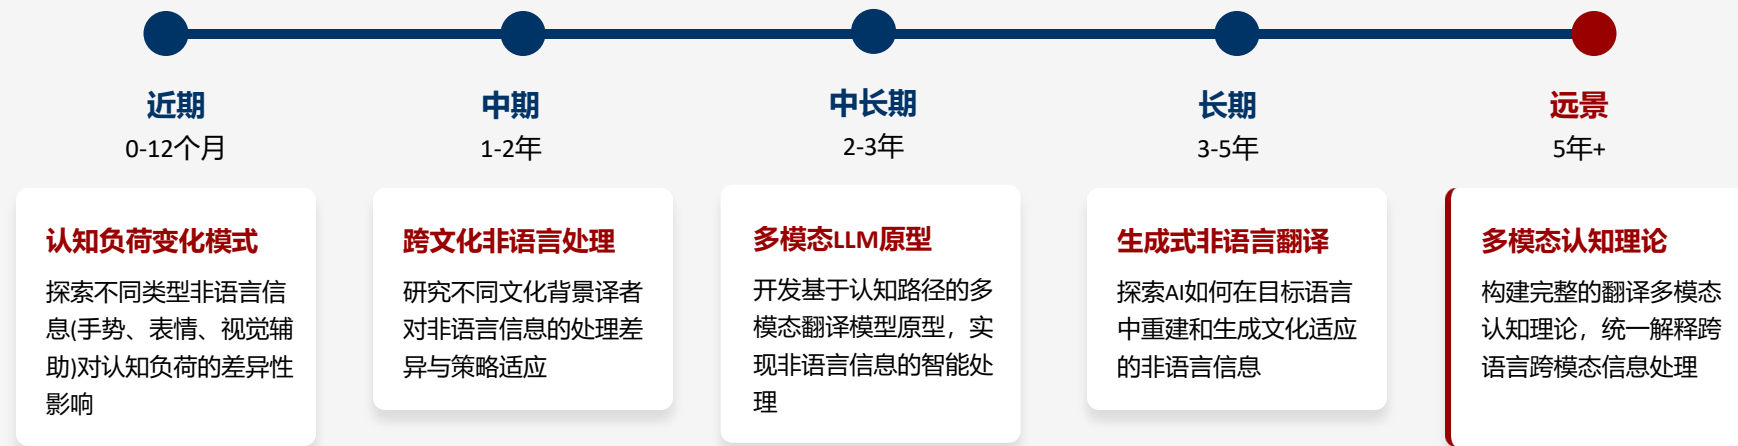 近期
0-12个月
认知负荷变化模式
探索不同类型非语言信
息(手势、表情、视觉辅
助)对认知负荷的差异性
影响
中期
1-2年
跨文化非语言处理
研究不同文化背景译者
对非语言信息的处理差
异与策略适应
中长期
2-3年
多模态LLM原型
开发基于认知路径的多
模态翻译模型原型，实
现非语言信息的智能处
理
长期
3-5年
生成式非语言翻译
探索AI如何在目标语言
中重建和生成文化适应
的非语言信息
远景
5年+
多模态认知理论
构建完整的翻译多模态
认知理论，统一解释跨
语言跨模态信息处理